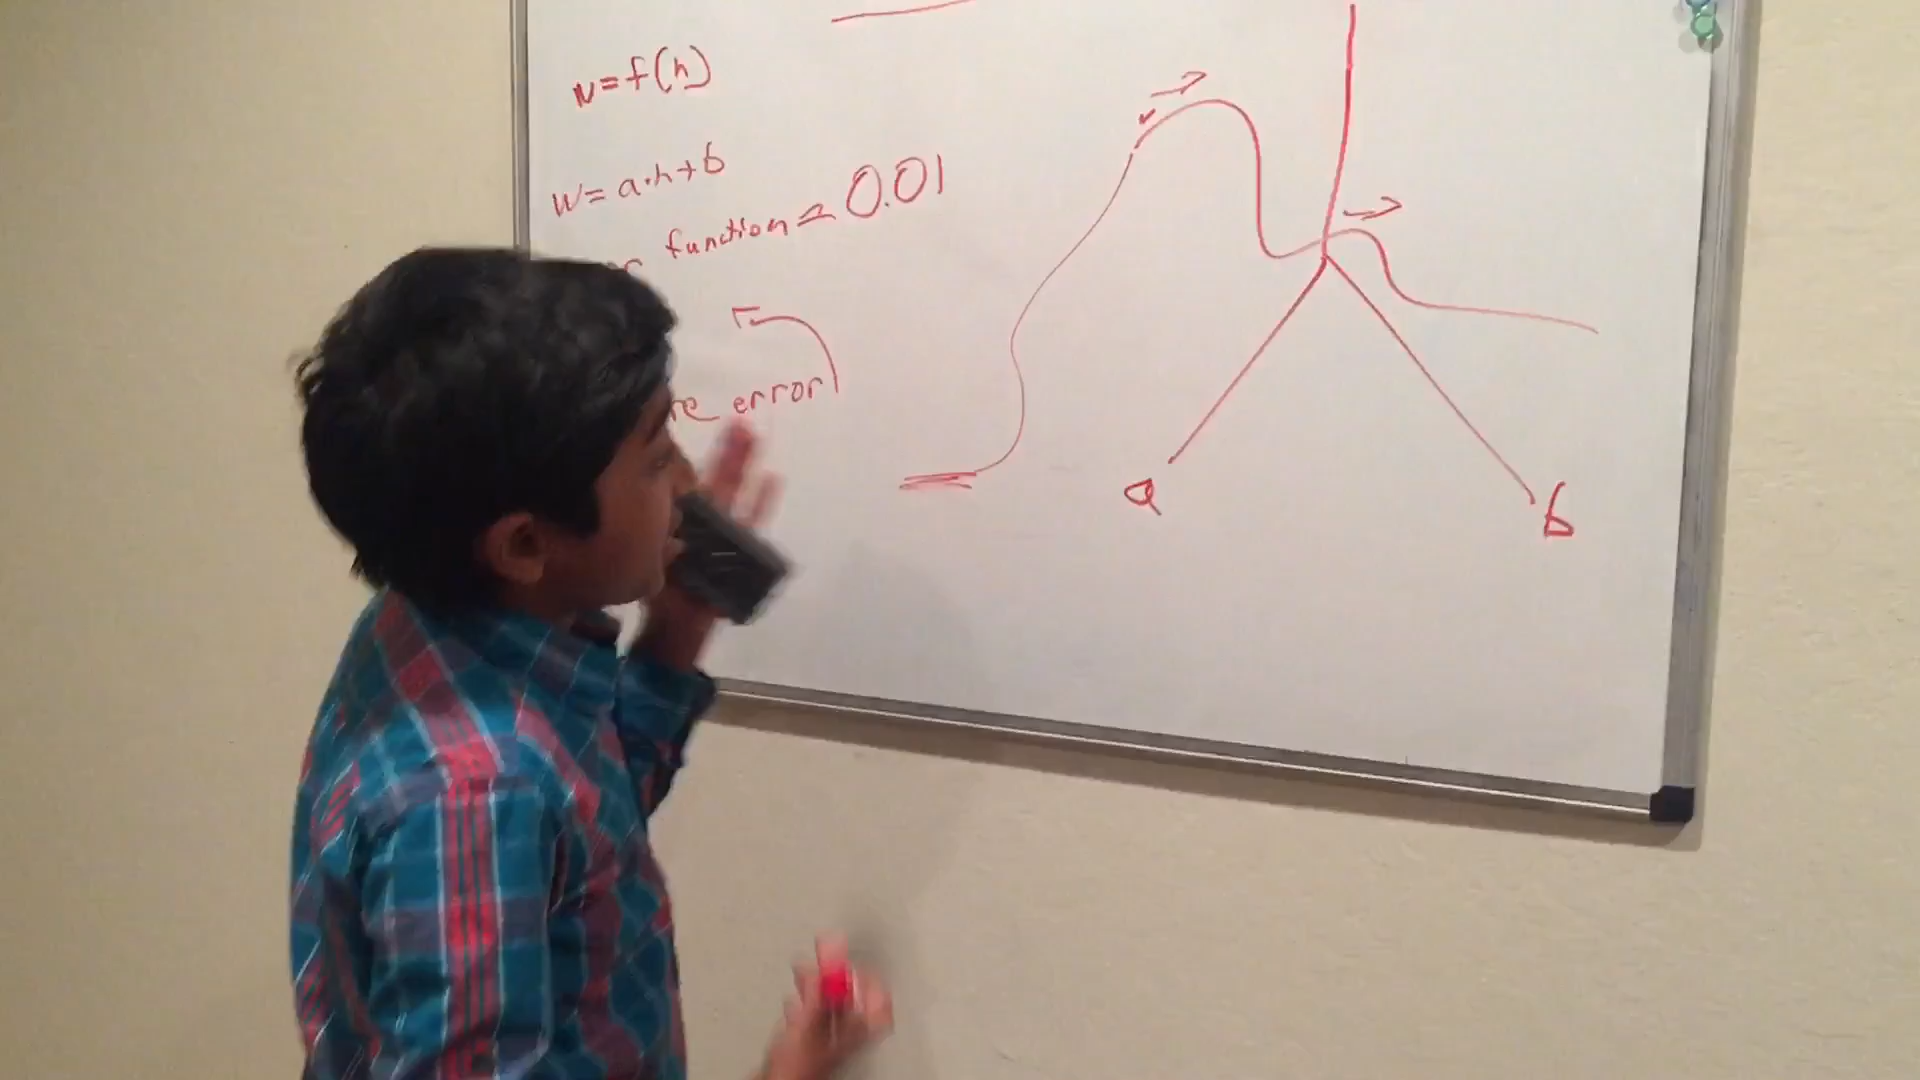 w=f(h)
w=a.h+b
function = 0.01
error
a
b